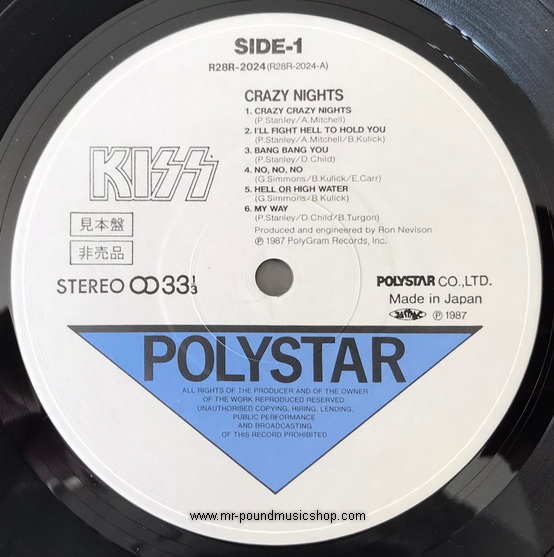 SIDE-1
R28R-2024(R28R-2024-A)
CRAZY NIGHTS
1. CRAZY CRAZY NIGHTS
(P.Stanley/A.Mitchell)
2. I'LL FIGHT HELL TO HOLD YOU
(P.Stanley/A.Mitchell/B.Kulick)
3. BANG BANG YOU
(P.Stanley/D.Child)
4. NO, NO, NO
(G.Simmons/B.Kulick/E.Carr)
5. HELL OR HIGH WATER
(G.Simmons/B.Kulick)
6. MY WAY
(P.Stanley/D.Child/B.Turgon)
Produced and engineered by Ron Nevison
℗ 1987 PolyGram Records, Inc.
KISS
見本盤
非売品
STEREO 33 1/3
POLYSTAR CO.,LTD.
Made in Japan
℗ 1987
POLYSTAR
ALL RIGHTS OF THE PRODUCER AND OF THE OWNER
OF THE WORK REPRODUCED RESERVED.
UNAUTHORISED COPYING, HIRING, LENDING,
PUBLIC PERFORMANCE
AND BROADCASTING
OF THIS RECORD PROHIBITED.
www.mr-poundmusicshop.com